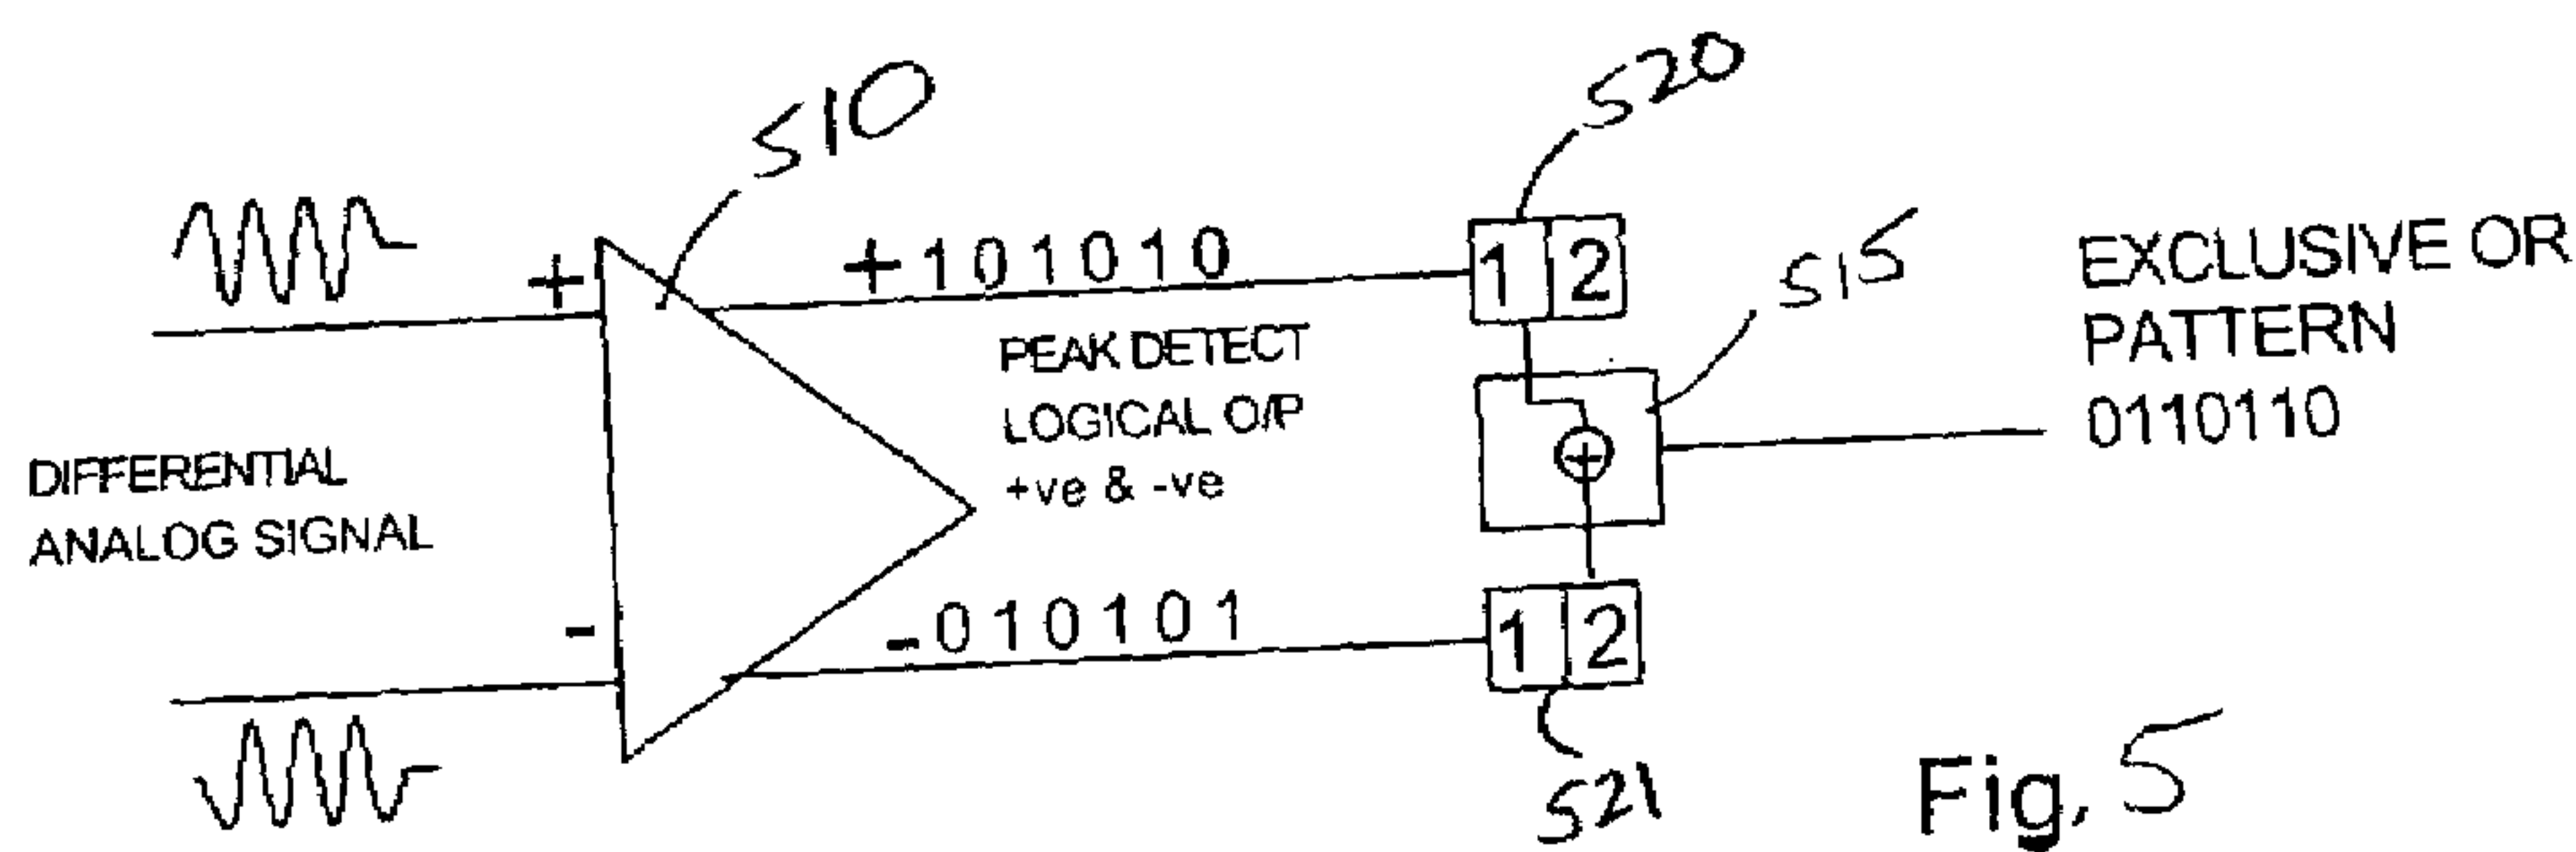 510
520
+
+101010
1 2
515
EXCLUSIVE OR
PATTERN
0110110
PEAK DETECT
LOGICAL O/P
+ve & -ve
+
DIFFERENTIAL
ANALOG SIGNAL
-
-010101
1 2
521
Fig. 5